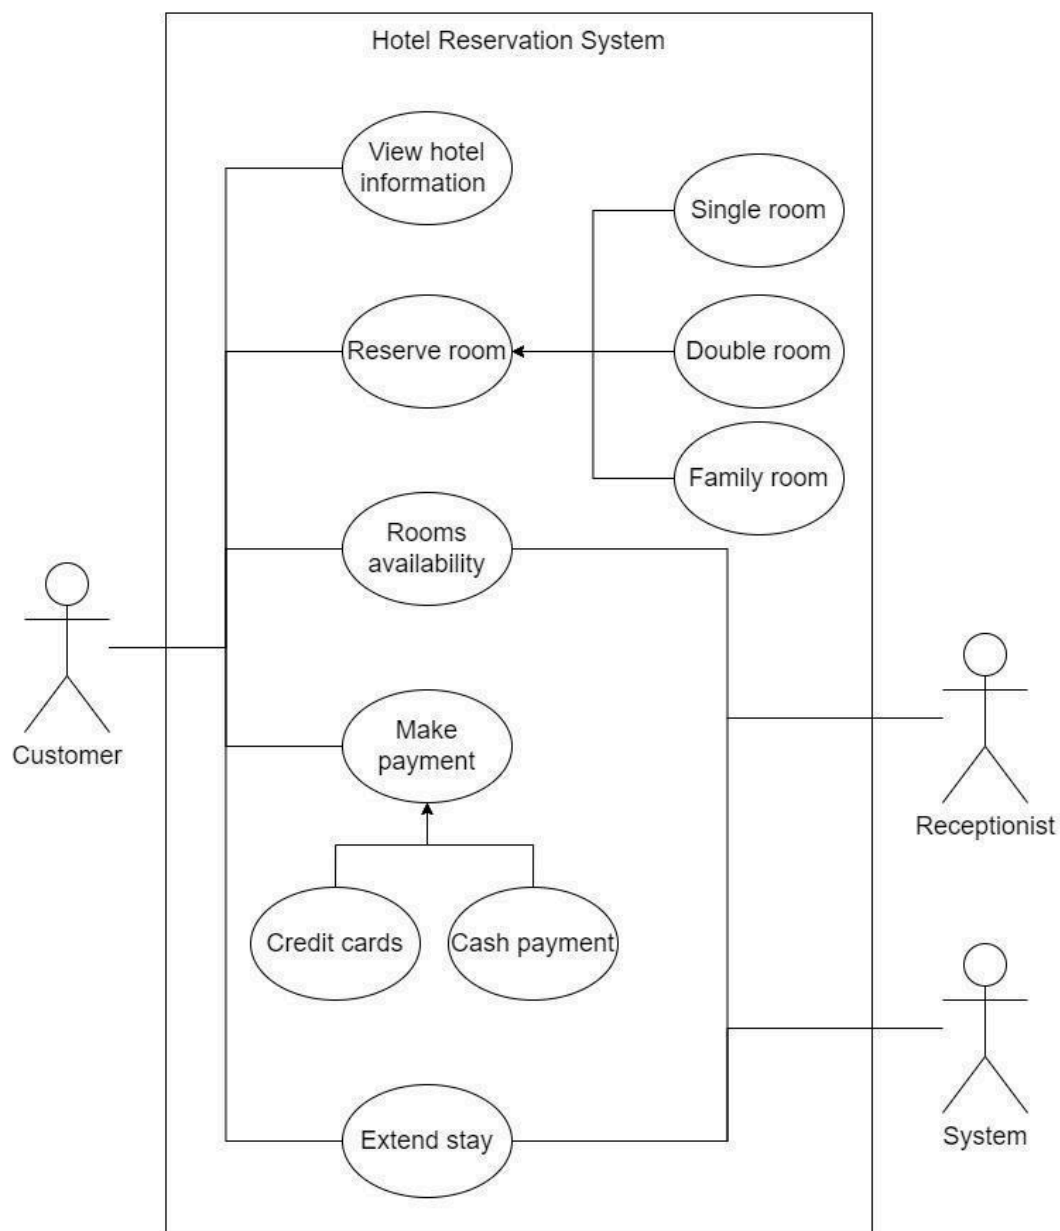 Hotel Reservation System
View hotel
information
Single room
Reserve room
Double room
Family room
Rooms
availability
Customer
Make
payment
Receptionist
Credit cards
Cash payment
Extend stay
System